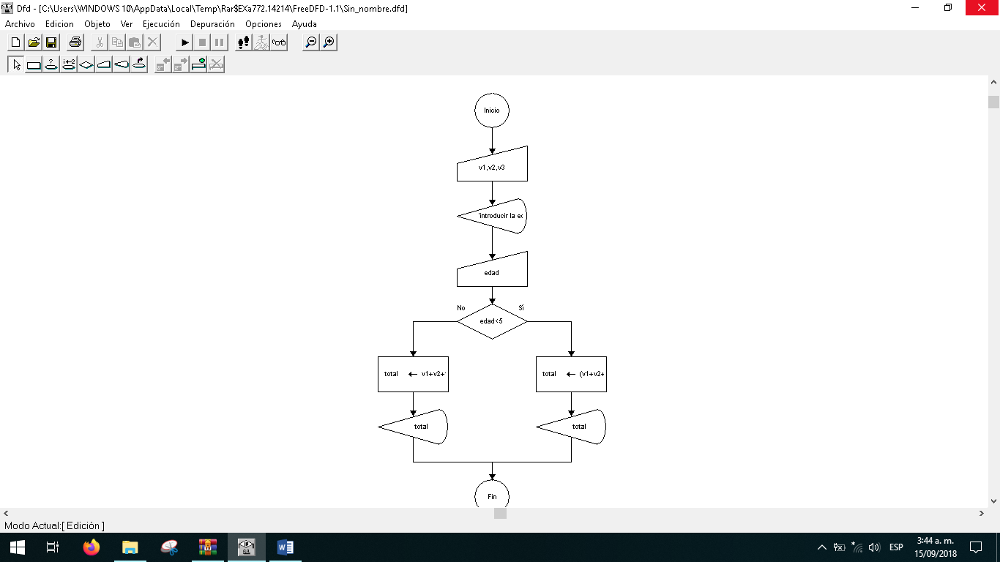 Dfd - [C:\Users\WINDOWS 10\AppData\Local\Temp\Rar$EXa772.14214\FreeDFD-1.1\Sin_nombre.dfd]
Archivo Edicion Objeto Ver Ejecución Depuración Opciones Ayuda
Inicio
v1,v2,v3
'introducir la ec
edad
No Sí
edad<5
total ← v1+v2+
total ← (v1+v2+
total
total
Fin
Modo Actual:[ Edición ]
ESP
3:44 a. m.
15/09/2018